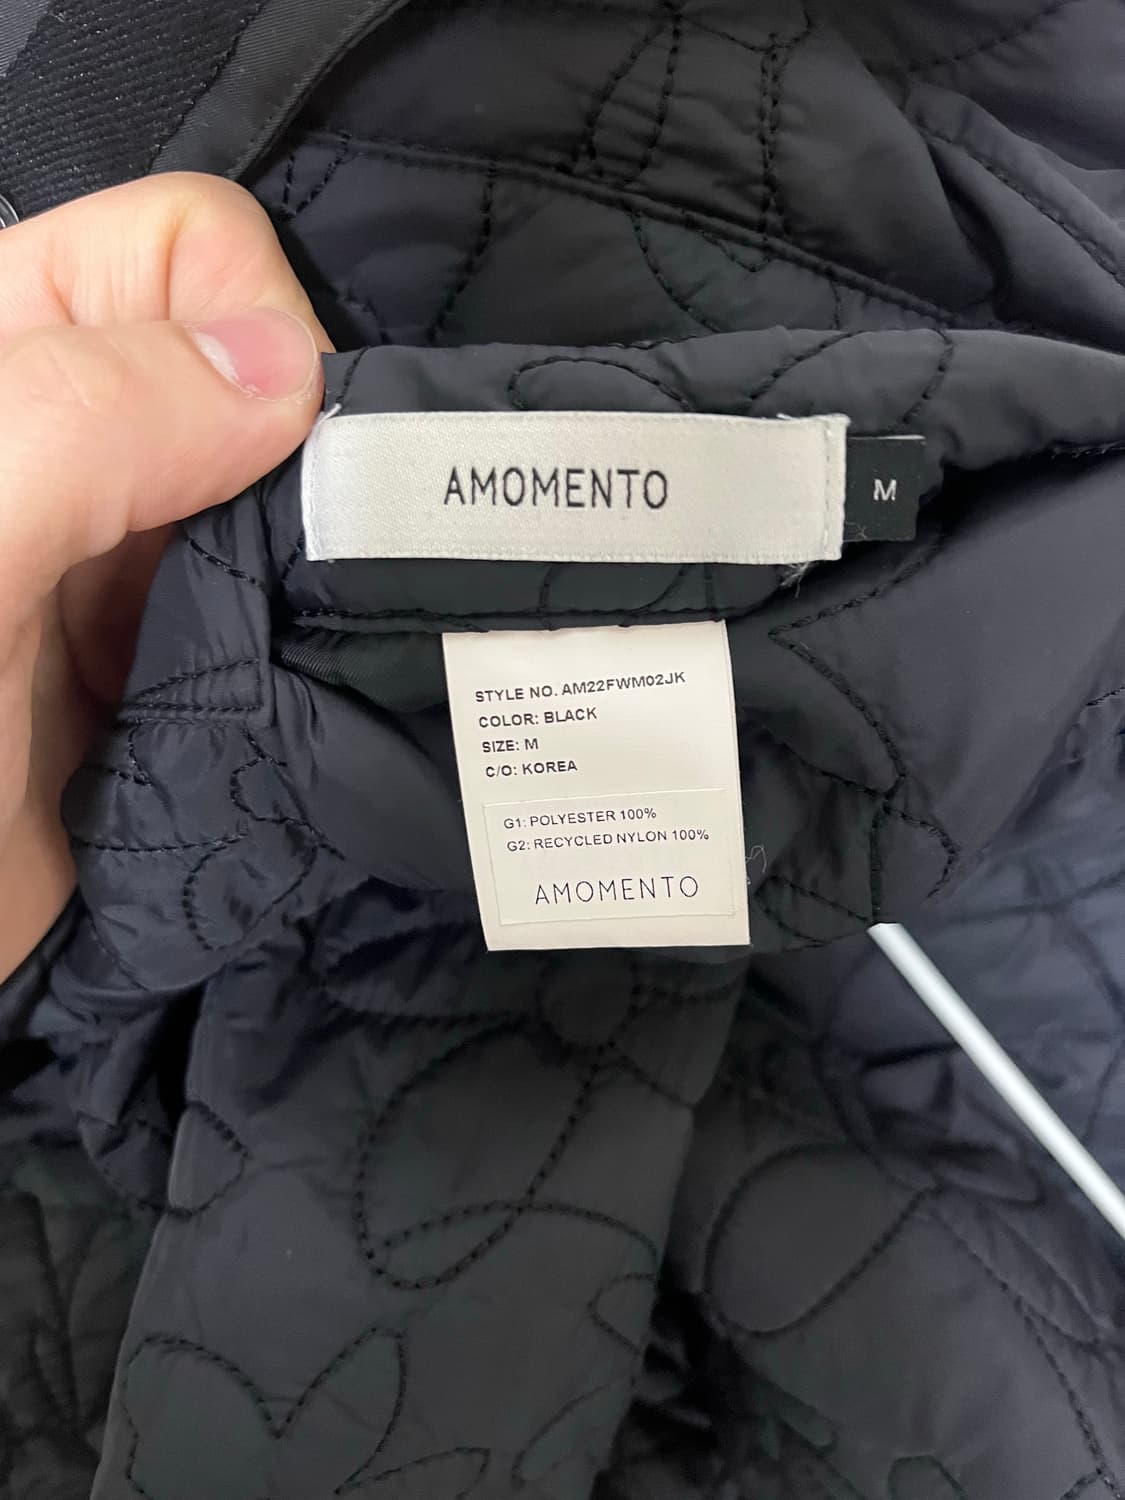 AMOMENTO
M
STYLE NO. AM22FWM02JK
COLOR: BLACK
SIZE: M
C/O: KOREA
G1: POLYESTER 100%
G2: RECYCLED NYLON 100%
AMOMENTO